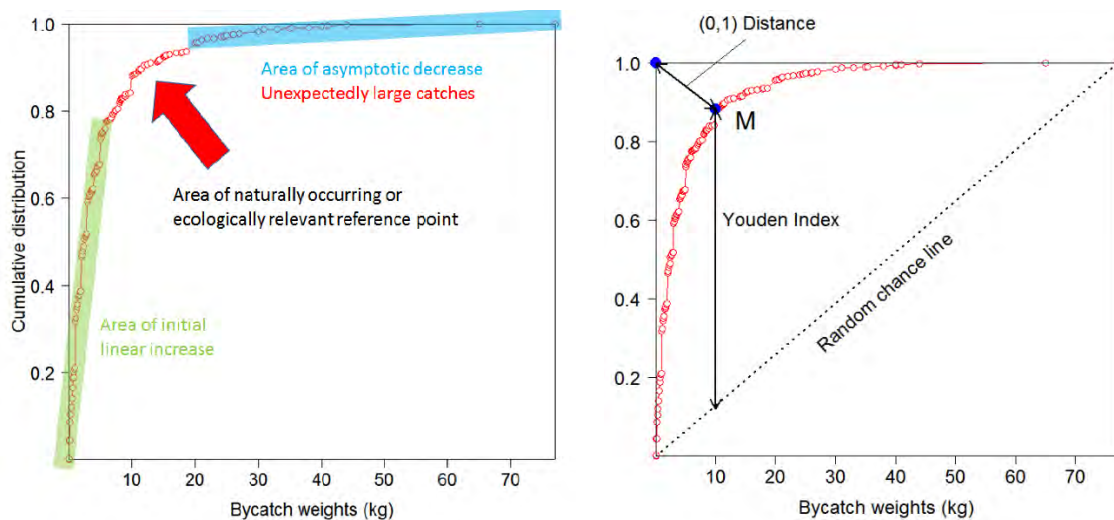 1.0
0.8
0.6
0.4
0.2
Cumulative distribution
Area of asymptotic decrease
Unexpectedly large catches
Area of naturally occurring or
ecologically relevant reference point
Area of initial
linear increase
10 20 30 40 50 60 70
Bycatch weights (kg)
(0,1) Distance
1.0
0.8
0.6
0.4
0.2
M
Youden Index
Random chance line
0 10 20 30 40 50 60 70
Bycatch weights (kg)